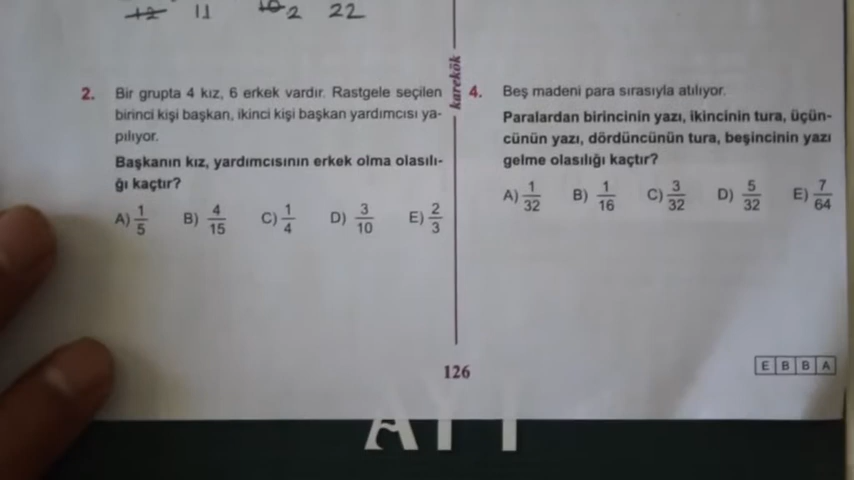 12 11 10 2 22
2. Bir grupta 4 kız, 6 erkek vardır. Rastgele seçilen
birinci kişi başkan, ikinci kişi başkan yardımcısı ya-
pılıyor.
Başkanın kız, yardımcısının erkek olma olasılı-
ğı kaçtır?
A) 1/5 B) 4/15 C) 1/4 D) 3/10 E) 2/3
karekök
4. Beş madeni para sırasıyla atılıyor.
Paralardan birincinin yazı, ikincinin tura, üçün-
cünün yazı, dördüncünün tura, beşincinin yazı
gelme olasılığı kaçtır?
A) 1/32 B) 1/16 C) 3/32 D) 5/32 E) 7/64
126
E B B A